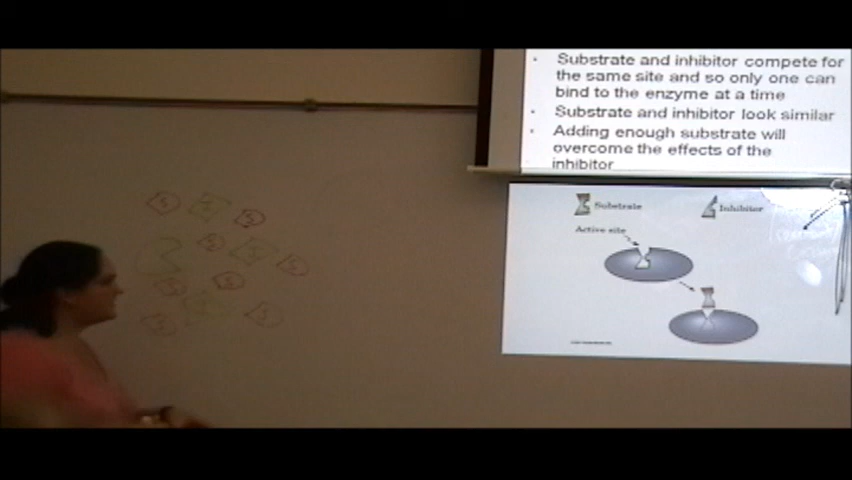 Substrate and inhibitor compete for
the same site and so only one can
bind to the enzyme at a time
Substrate and inhibitor look similar
Adding enough substrate will
overcome the effects of the
inhibitor
Substrate
Inhibitor
Active site